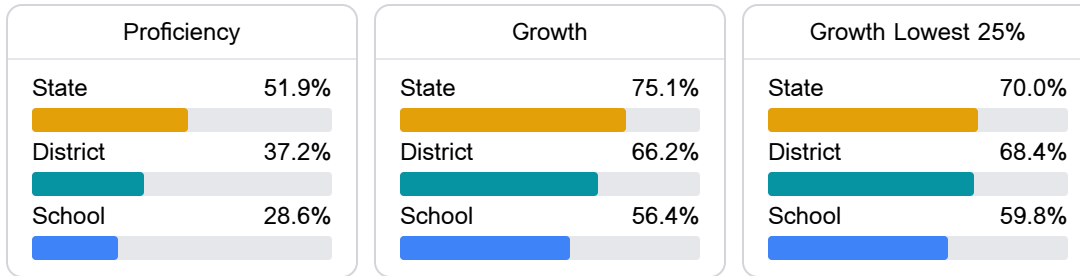 Proficiency
State 51.9%
District 37.2%
School 28.6%
Growth
State 75.1%
District 66.2%
School 56.4%
Growth Lowest 25%
State 70.0%
District 68.4%
School 59.8%